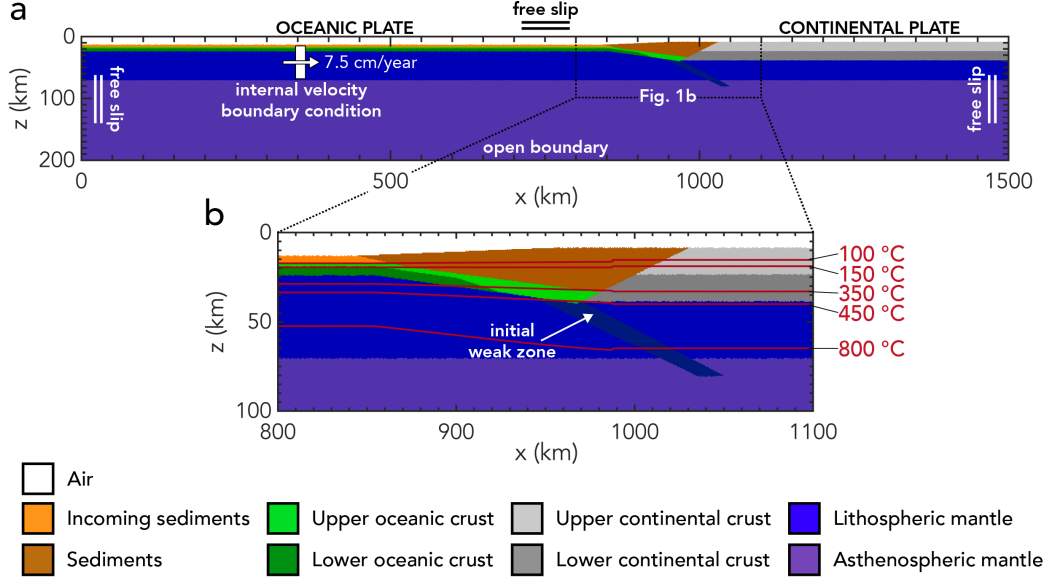 a
free slip
OCEANIC PLATE
CONTINENTAL PLATE
0
100
200
z (km)
free slip
7.5 cm/year
internal velocity
boundary condition
Fig. 1b
free slip
open boundary
0
500
1000
1500
x (km)
b
0
50
100
z (km)
100 °C
150 °C
350 °C
450 °C
800 °C
initial
weak zone
800
900
1000
1100
x (km)
Air
Incoming sediments
Upper oceanic crust
Upper continental crust
Lithospheric mantle
Sediments
Lower oceanic crust
Lower continental crust
Asthenospheric mantle